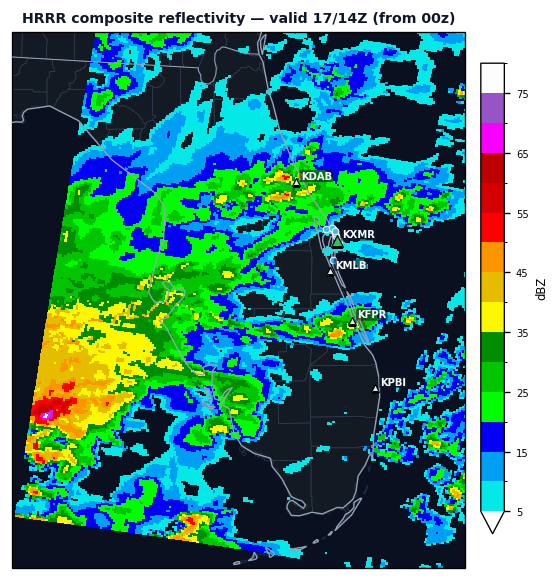 HRRR composite reflectivity — valid 17/14Z (from 00z)
KDAB
KXMR
KMLB
KFPR
KPBI
75
65
55
45
35
25
15
5
dBZ